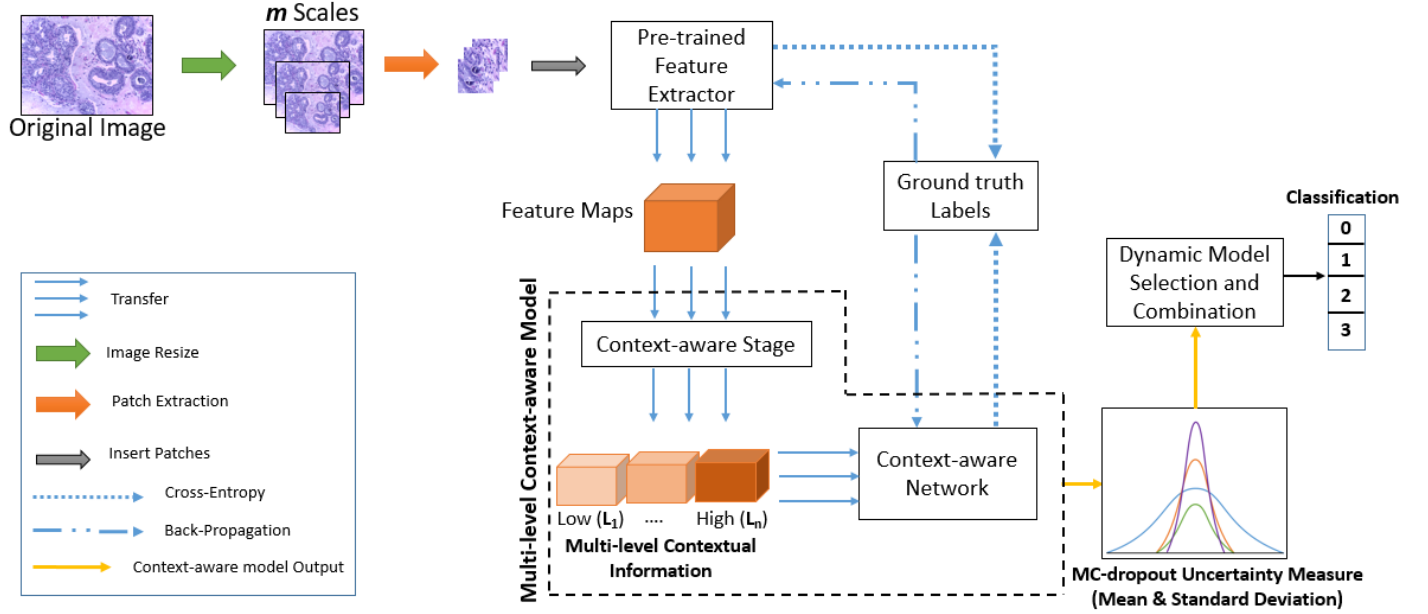 m Scales
Original Image
Pre-trained
Feature
Extractor
Feature Maps
Ground truth
Labels
Classification
0
1
2
3
Dynamic Model
Selection and
Combination
Transfer
Image Resize
Patch Extraction
Insert Patches
Cross-Entropy
Back-Propagation
Context-aware model Output
Multi-level Context-aware Model
Context-aware Stage
Low (L₁) .... High (Lₙ)
Multi-level Contextual
Information
Context-aware
Network
MC-dropout Uncertainty Measure
(Mean & Standard Deviation)